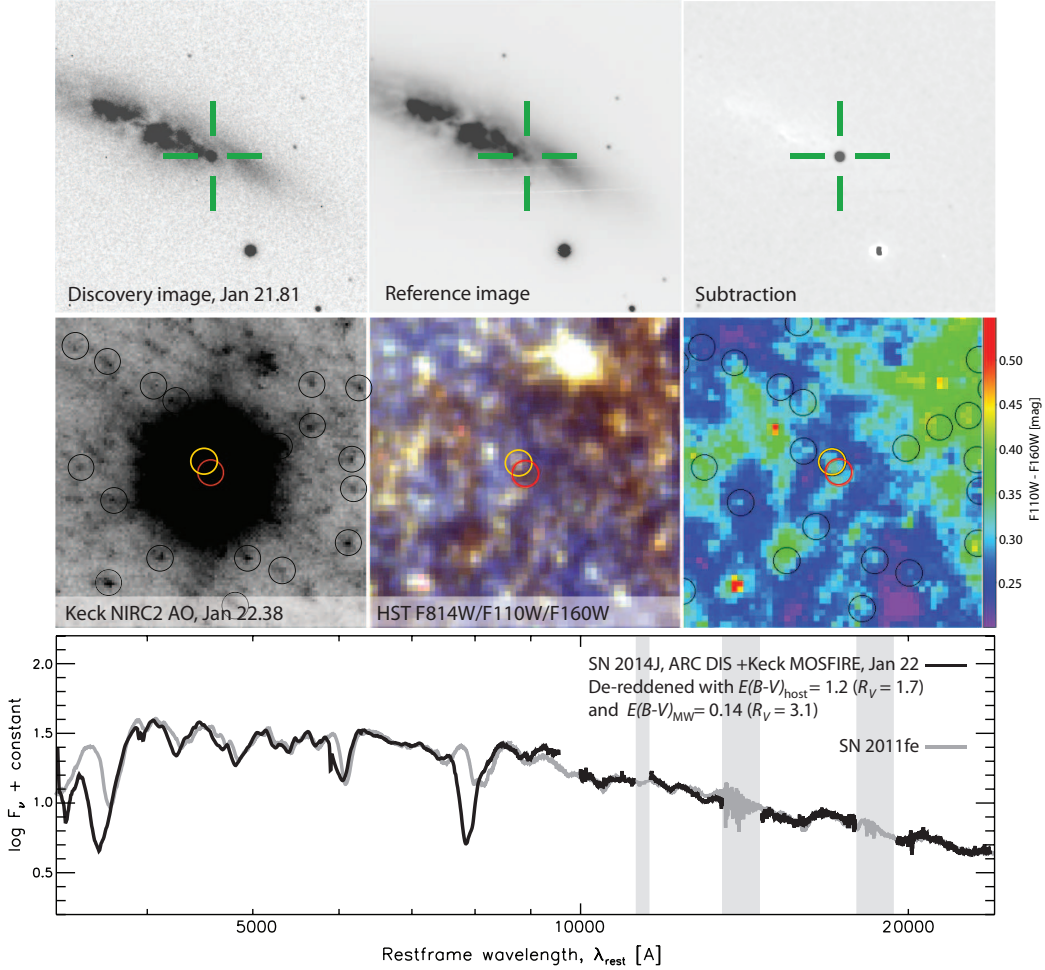 Discovery image, Jan 21.81
Reference image
Subtraction
Keck NIRC2 AO, Jan 22.38
HST F814W/F110W/F160W
0.50
0.45
0.40
0.35
0.30
0.25
F110W - F160W [mag]
SN 2014J, ARC DIS +Keck MOSFIRE, Jan 22
De-reddened with E(B-V)host = 1.2 (RV = 1.7)
and E(B-V)MW= 0.14 (RV = 3.1)
SN 2011fe
2.0
1.5
1.0
0.5
log Fν + constant
5000
10000
20000
Restframe wavelength, λrest [A]